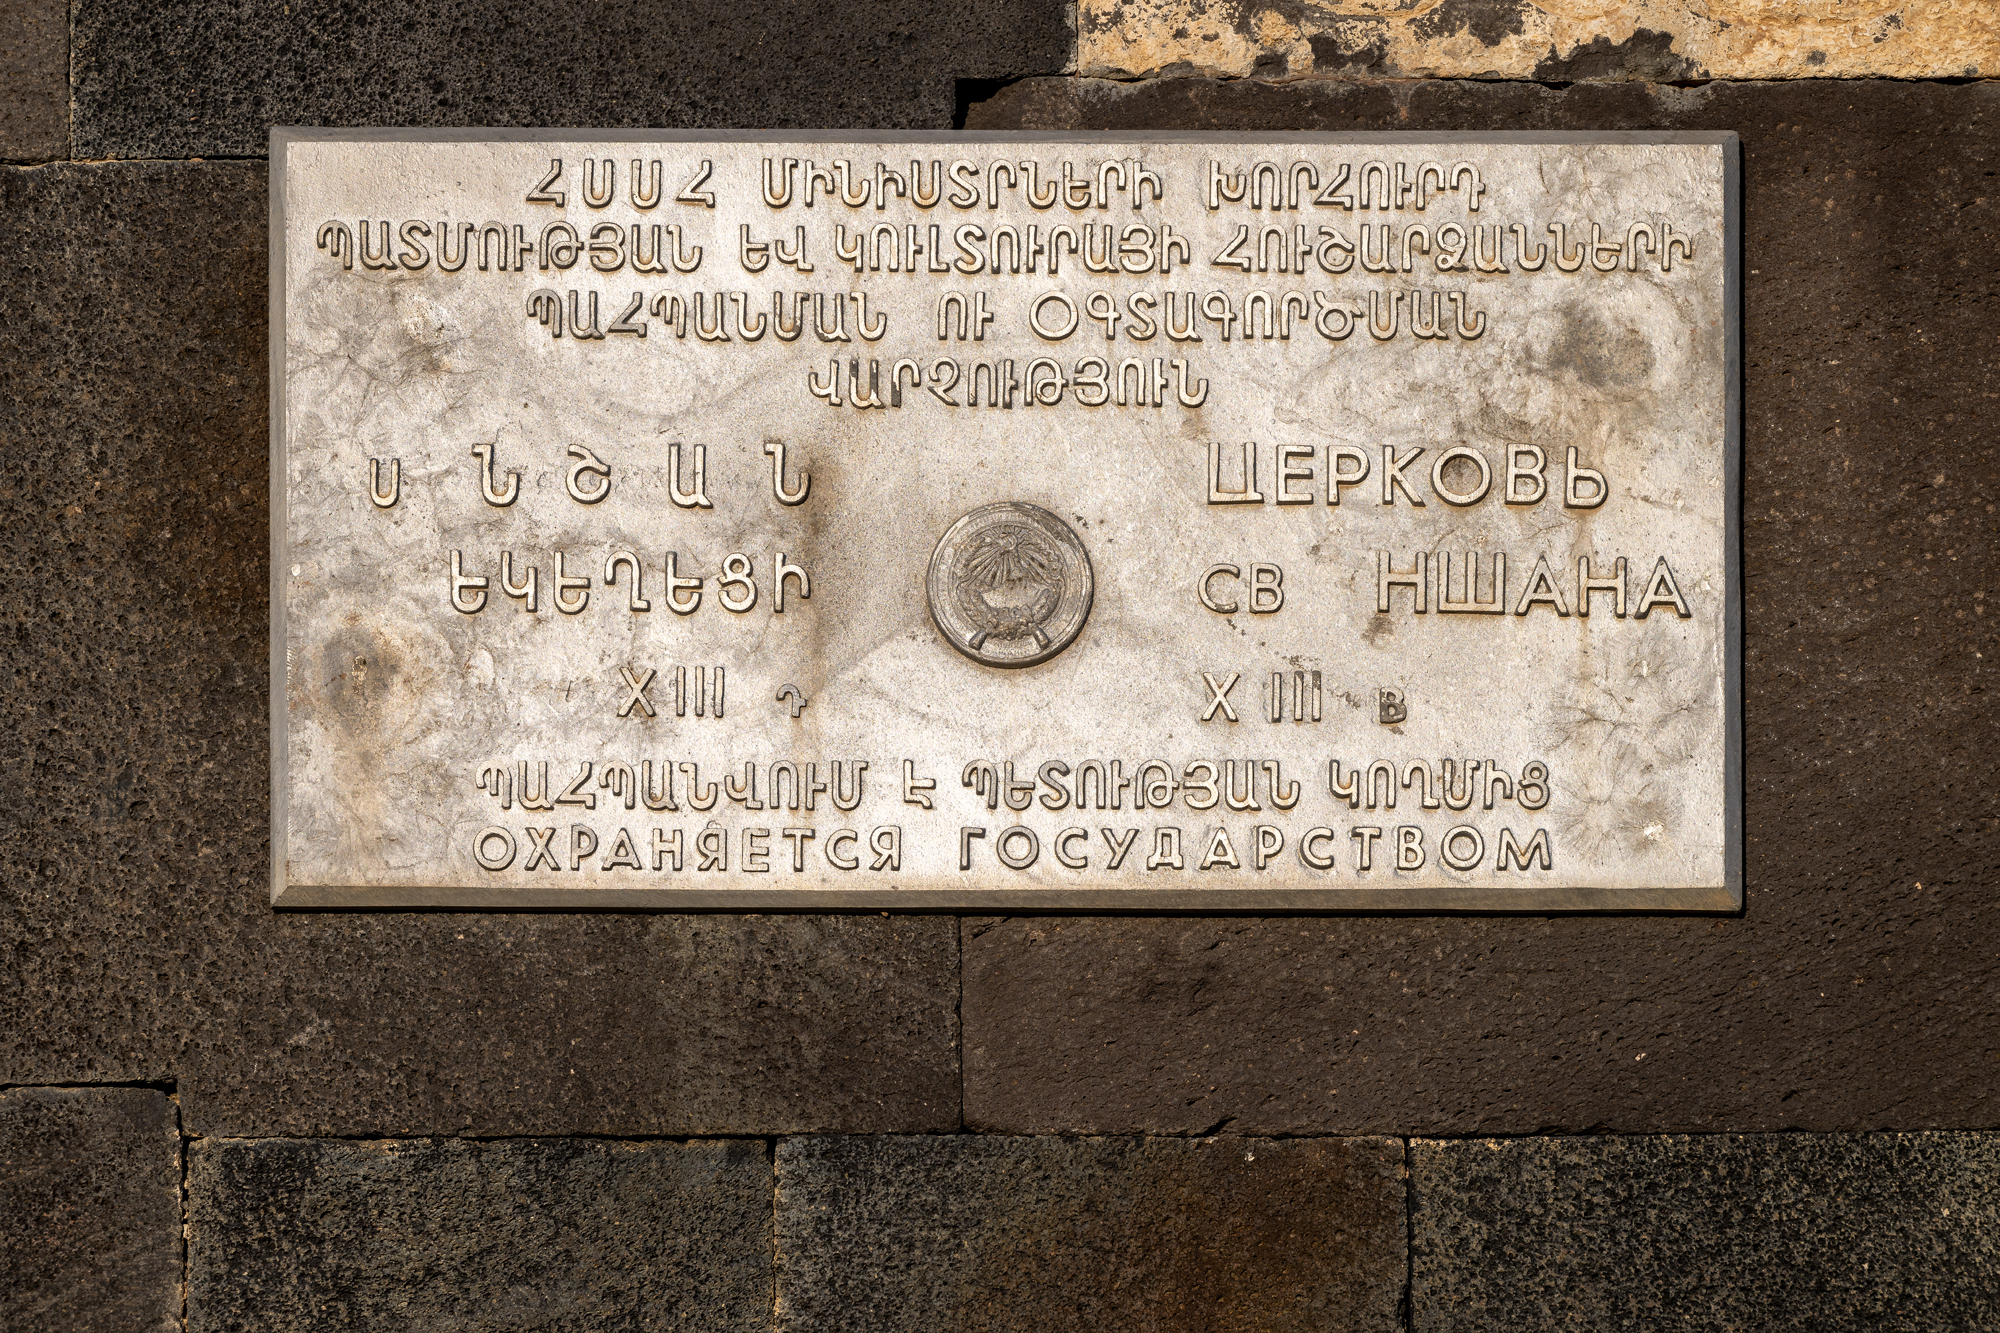 ՀՍՍՀ ՄԻՆԻՍՏՐՆԵՐԻ ԽՈՐՀՈՒՐԴ
ՊԱՏՄՈՒԹՅԱՆ ԵՎ ԿՈՒԼՏՈՒՐԱՅԻ ՀՈՒՇԱՐՁԱՆՆԵՐԻ
ՊԱՀՊԱՆՄԱՆ ՈՒ ՕԳՏԱԳՈՐԾՄԱՆ
ՎԱՐՉՈՒԹՅՈՒՆ
Ս ՆՇԱՆ
ԵԿԵՂԵՑԻ
XIII դ
ЦЕРКОВЬ
СВ НШАНА
XIII в
ՊԱՀՊԱՆՎՈՒՄ Է ՊԵՏՈՒԹՅԱՆ ԿՈՂՄԻՑ
ОХРАНЯЕТСЯ ГОСУДАРСТВОМ